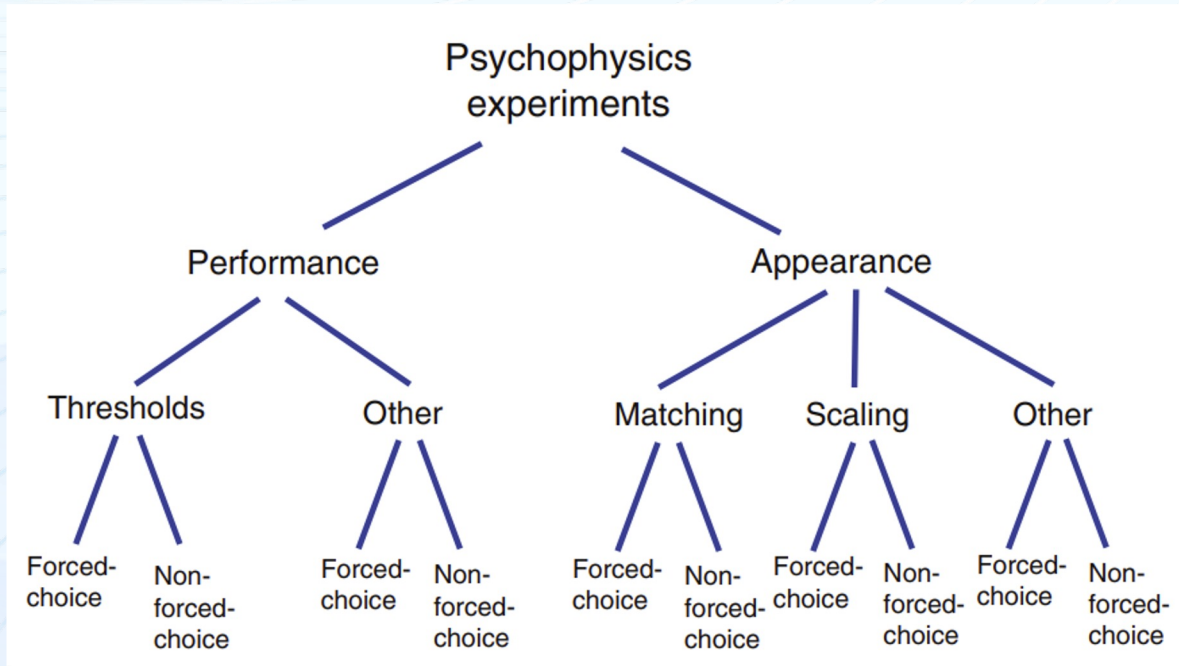 Psychophysics
experiments
Performance
Appearance
Thresholds
Other
Matching
Scaling
Other
Forced-
choice
Non-
forced-
choice
Forced-
choice
Non-
forced-
choice
Forced-
choice
Non-
forced-
choice
Forced-
choice
Non-
forced-
choice
Forced-
choice
Non-
forced-
choice